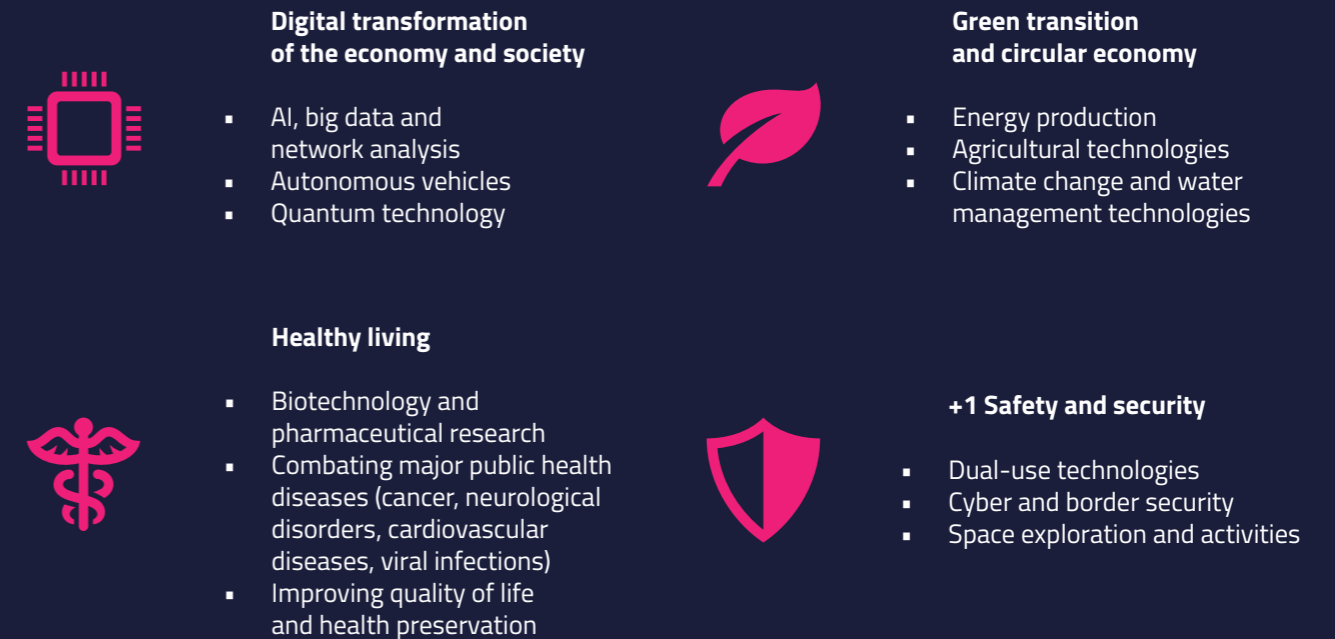 Digital transformation
of the economy and society
▪ AI, big data and
network analysis
▪ Autonomous vehicles
▪ Quantum technology
Green transition
and circular economy
▪ Energy production
▪ Agricultural technologies
▪ Climate change and water
management technologies
Healthy living
▪ Biotechnology and
pharmaceutical research
▪ Combating major public health
diseases (cancer, neurological
disorders, cardiovascular
diseases, viral infections)
▪ Improving quality of life
and health preservation
+1 Safety and security
▪ Dual-use technologies
▪ Cyber and border security
▪ Space exploration and activities